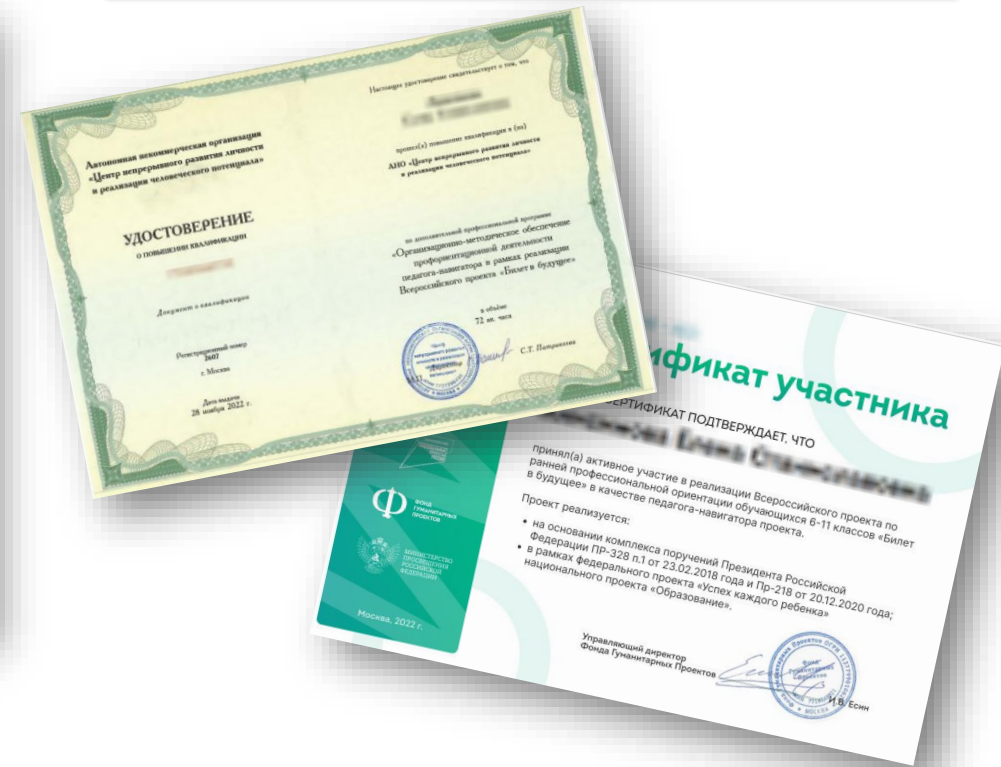 Автономная некоммерческая организация
«Центр непрерывного развития личности
и реализации человеческого потенциала»
УДОСТОВЕРЕНИЕ
О ПОВЫШЕНИИ КВАЛИФИКАЦИИ
Документ о квалификации
Регистрационный номер
г. Москва
Дата выдачи
28 ноября 2022 г.
Настоящее удостоверение свидетельствует о том, что
прошел(а) повышение квалификации в (на)
АНО «Центр непрерывного развития личности
и реализации человеческого потенциала»
по дополнительной профессиональной программе
«Организационно-методическое обеспечение
профориентационной деятельности
педагога-навигатора в рамках реализации
Всероссийского проекта «Билет в будущее»
в объёме
72 ак. часа
ификат участника
СЕРТИФИКАТ ПОДТВЕРЖДАЕТ, ЧТО
Елена Станиславовна
принял(а) активное участие в реализации Всероссийского проекта по
ранней профессиональной ориентации обучающихся 6-11 классов «Билет
в будущее» в качестве педагога-навигатора проекта.
Проект реализуется:
• на основании комплекса поручений Президента Российской
Федерации ПР-328 п.1 от 23.02.2018 года и Пр-218 от 20.12.2020 года;
• в рамках федерального проекта «Успех каждого ребенка»
национального проекта «Образование».
ФОНД
ГУМАНИТАРНЫХ
ПРОЕКТОВ
МИНИСТЕРСТВО
ПРОСВЕЩЕНИЯ
РОССИЙСКОЙ
ФЕДЕРАЦИИ
Москва, 2022 г.
Управляющий директор
Фонда Гуманитарных Проектов
И.В. Есин